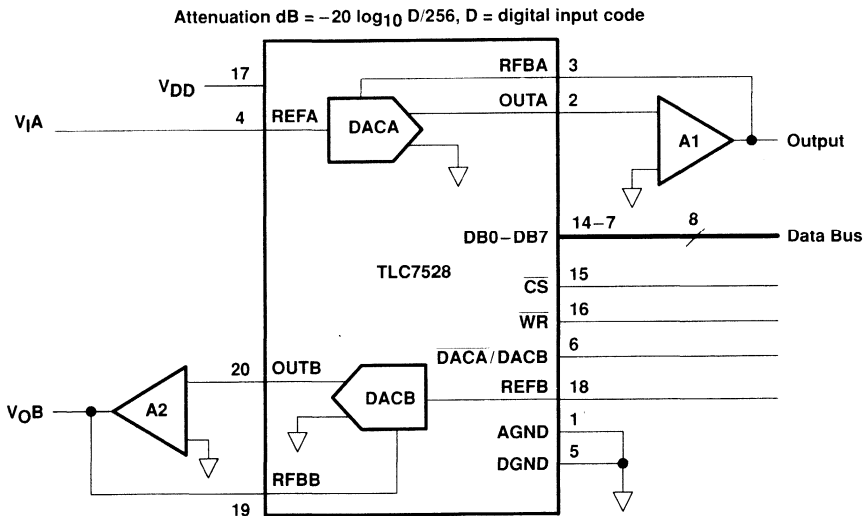 Attenuation dB = −20 log10 D/256, D = digital input code
17
VDD
RFBA
3
OUTA
2
VIA
4
REFA
DACA
A1
Output
14−7
8
DB0−DB7
Data Bus
TLC7528
CS
15
WR
16
DACA/DACB
6
20
OUTB
REFB
18
VOB
A2
DACB
AGND
1
DGND
5
RFBB
19